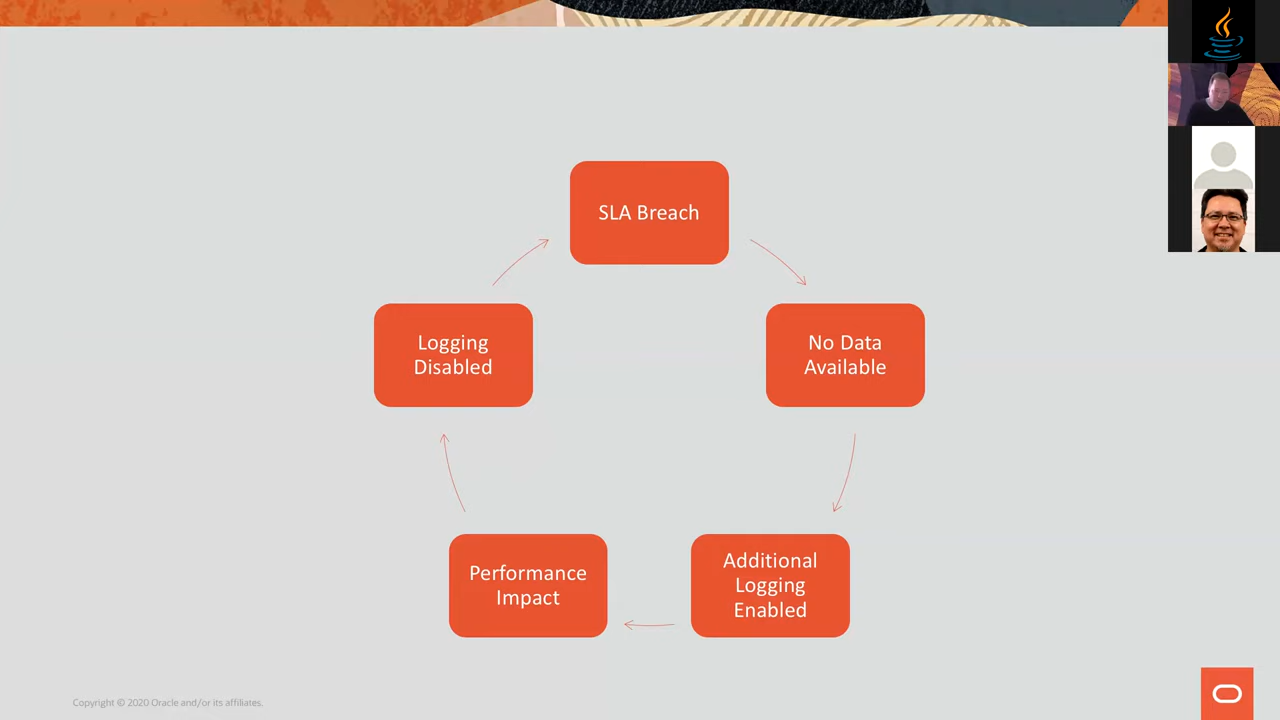 SLA Breach
No Data
Available
Additional
Logging
Enabled
Performance
Impact
Logging
Disabled
Copyright © 2020 Oracle and/or its affiliates.